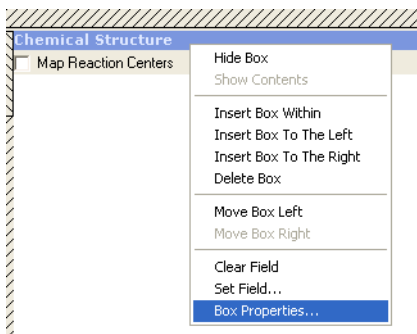 Chemical Structure
Map Reaction Centers
Hide Box
Show Contents
Insert Box Within
Insert Box To The Left
Insert Box To The Right
Delete Box
Move Box Left
Move Box Right
Clear Field
Set Field...
Box Properties...